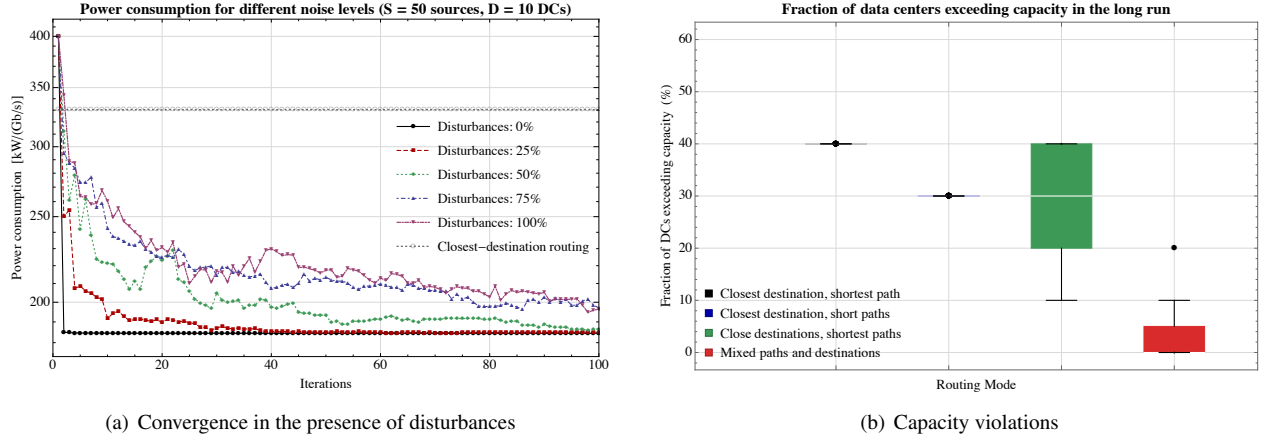 Power consumption for different noise levels (S = 50 sources, D = 10 DCs)
Power consumption [kW/(Gb/s)]
400
350
300
250
200
Disturbances: 0%
Disturbances: 25%
Disturbances: 50%
Disturbances: 75%
Disturbances: 100%
Closest-destination routing
0
20
40
60
80
100
Iterations
(a) Convergence in the presence of disturbances
Fraction of data centers exceeding capacity in the long run
Fraction of DCs exceeding capacity (%)
60
50
40
30
20
10
0
Closest destination, shortest path
Closest destination, short paths
Close destinations, shortest paths
Mixed paths and destinations
Routing Mode
(b) Capacity violations